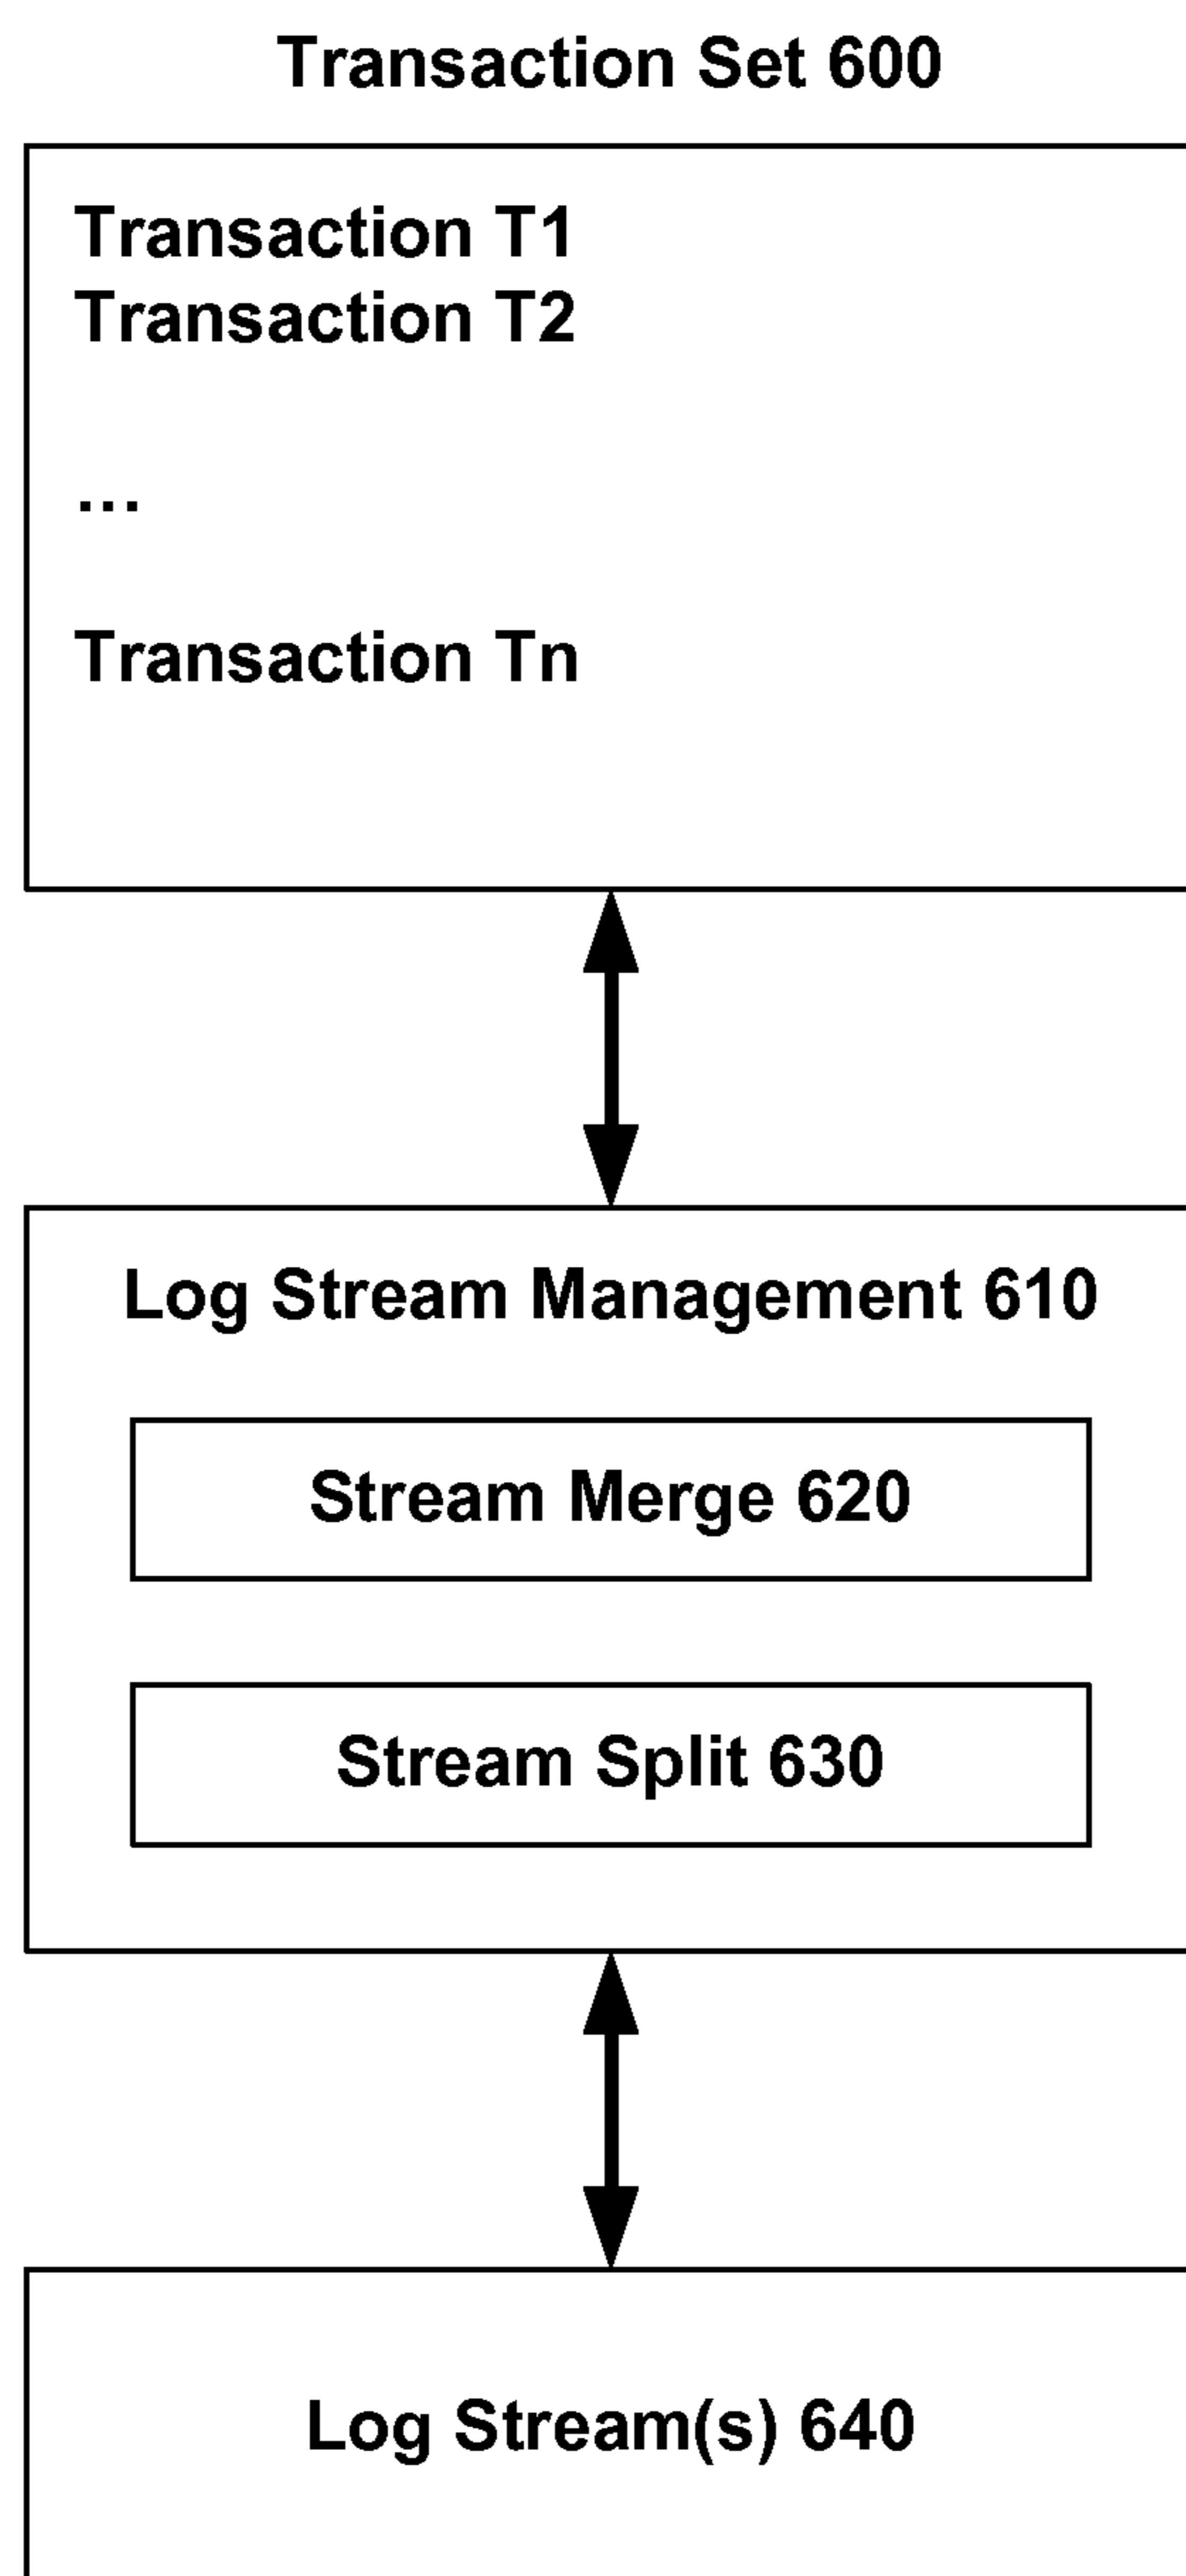 Transaction Set 600
Transaction T1
Transaction T2
...
Transaction Tn
Log Stream Management 610
Stream Merge 620
Stream Split 630
Log Stream(s) 640